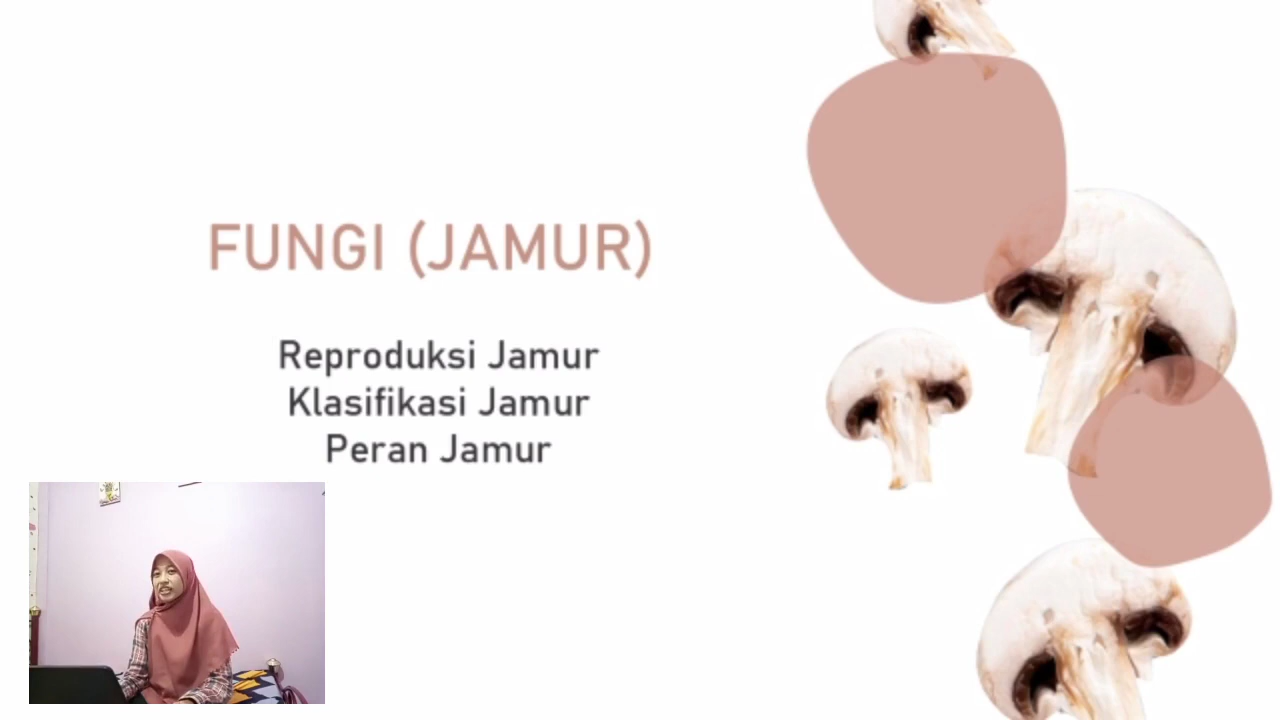 FUNGI (JAMUR)
Reproduksi Jamur
Klasifikasi Jamur
Peran Jamur